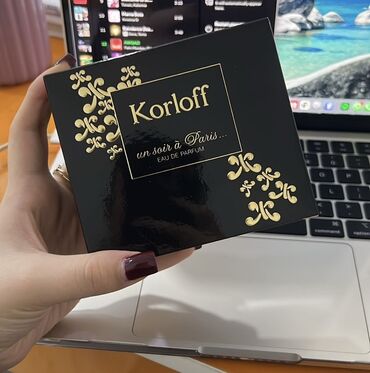 Korloff
un soir à Paris...
EAU DE PARFUM